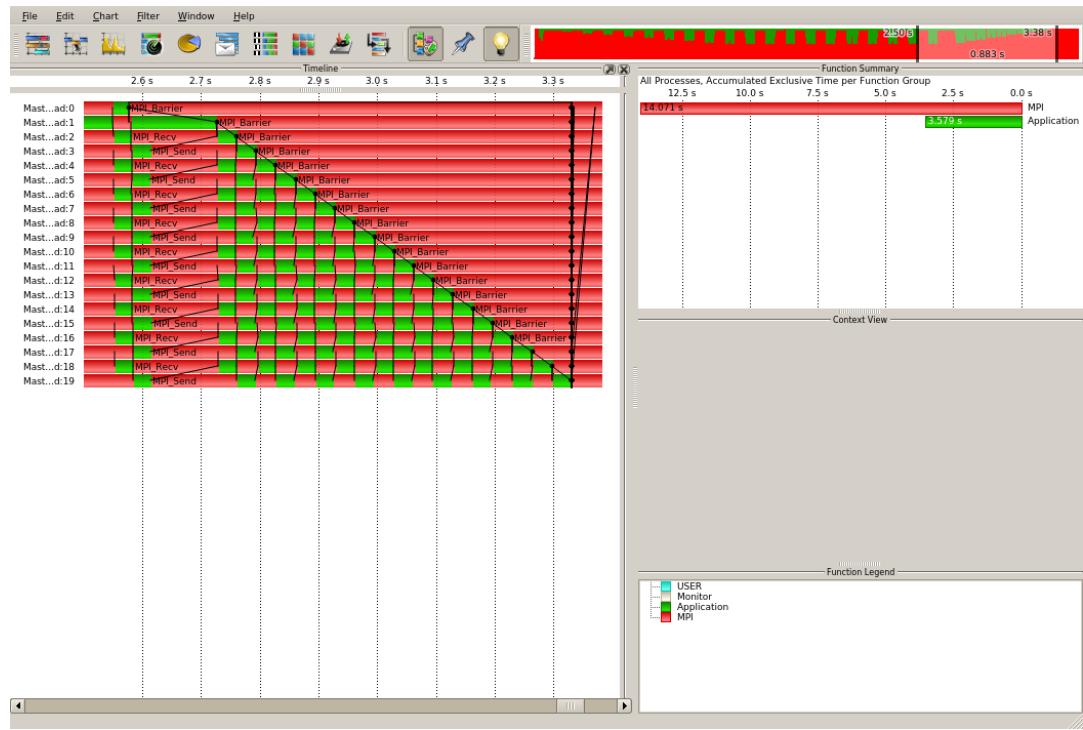 File Edit Chart Filter Window Help
2.50 s 3.38 s
0.883 s
Timeline
2.6 s 2.7 s 2.8 s 2.9 s 3.0 s 3.1 s 3.2 s 3.3 s
Mast...ad:0 MPI_Barrier
Mast...ad:1 MPI_Barrier
Mast...ad:2 MPI_Recv MPI_Barrier
Mast...ad:3 MPI_Send MPI_Barrier
Mast...ad:4 MPI_Recv MPI_Barrier
Mast...ad:5 MPI_Send MPI_Barrier
Mast...ad:6 MPI_Recv MPI_Barrier
Mast...ad:7 MPI_Send MPI_Barrier
Mast...ad:8 MPI_Recv MPI_Barrier
Mast...ad:9 MPI_Send MPI_Barrier
Mast...d:10 MPI_Recv MPI_Barrier
Mast...d:11 MPI_Send MPI_Barrier
Mast...d:12 MPI_Recv MPI_Barrier
Mast...d:13 MPI_Send MPI_Barrier
Mast...d:14 MPI_Recv MPI_Barrier
Mast...d:15 MPI_Send MPI_Barrier
Mast...d:16 MPI_Recv MPI_Barrier
Mast...d:17 MPI_Send
Mast...d:18 MPI_Recv
Mast...d:19 MPI_Send
Function Summary
All Processes, Accumulated Exclusive Time per Function Group
12.5 s 10.0 s 7.5 s 5.0 s 2.5 s 0.0 s
14.071 s MPI
3.579 s Application
Context View
Function Legend
USER
Monitor
Application
MPI